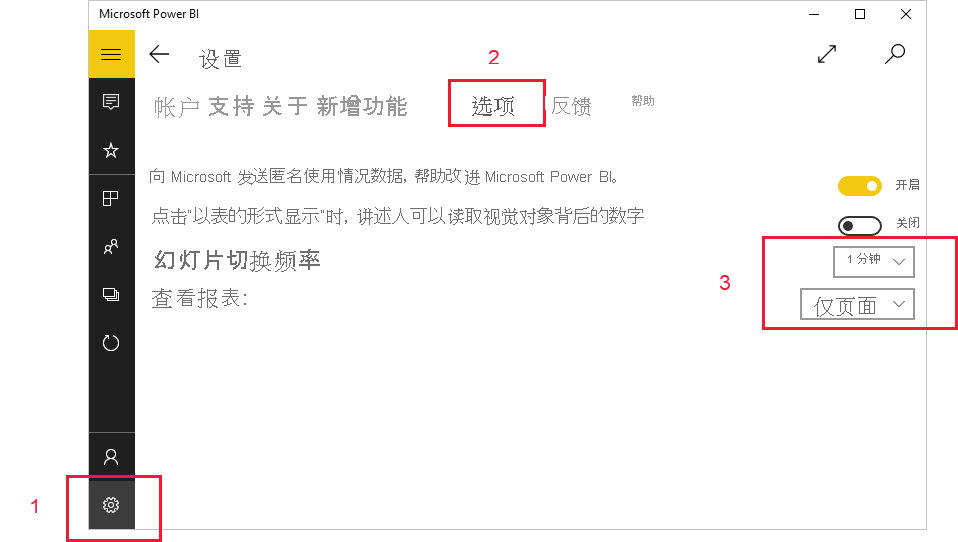 Microsoft Power BI
设置
2
帐户 支持 关于 新增功能 选项 反馈 帮助
向 Microsoft 发送匿名使用情况数据, 帮助改进 Microsoft Power BI。
开启
点击“以表的形式显示”时, 讲述人可以读取视觉对象背后的数字
关闭
幻灯片切换频率
1 分钟
3
查看报表:
仅页面
1